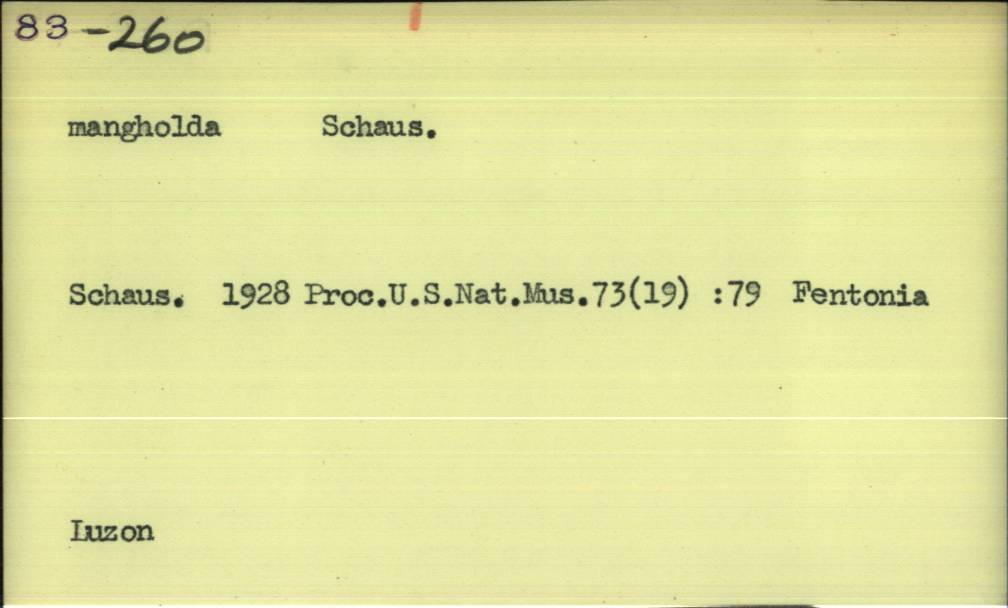 83-260
mangholda Schaus.
Schaus. 1928 Proc.U.S.Nat.Mus.73(19) :79 Fentonia
Luzon